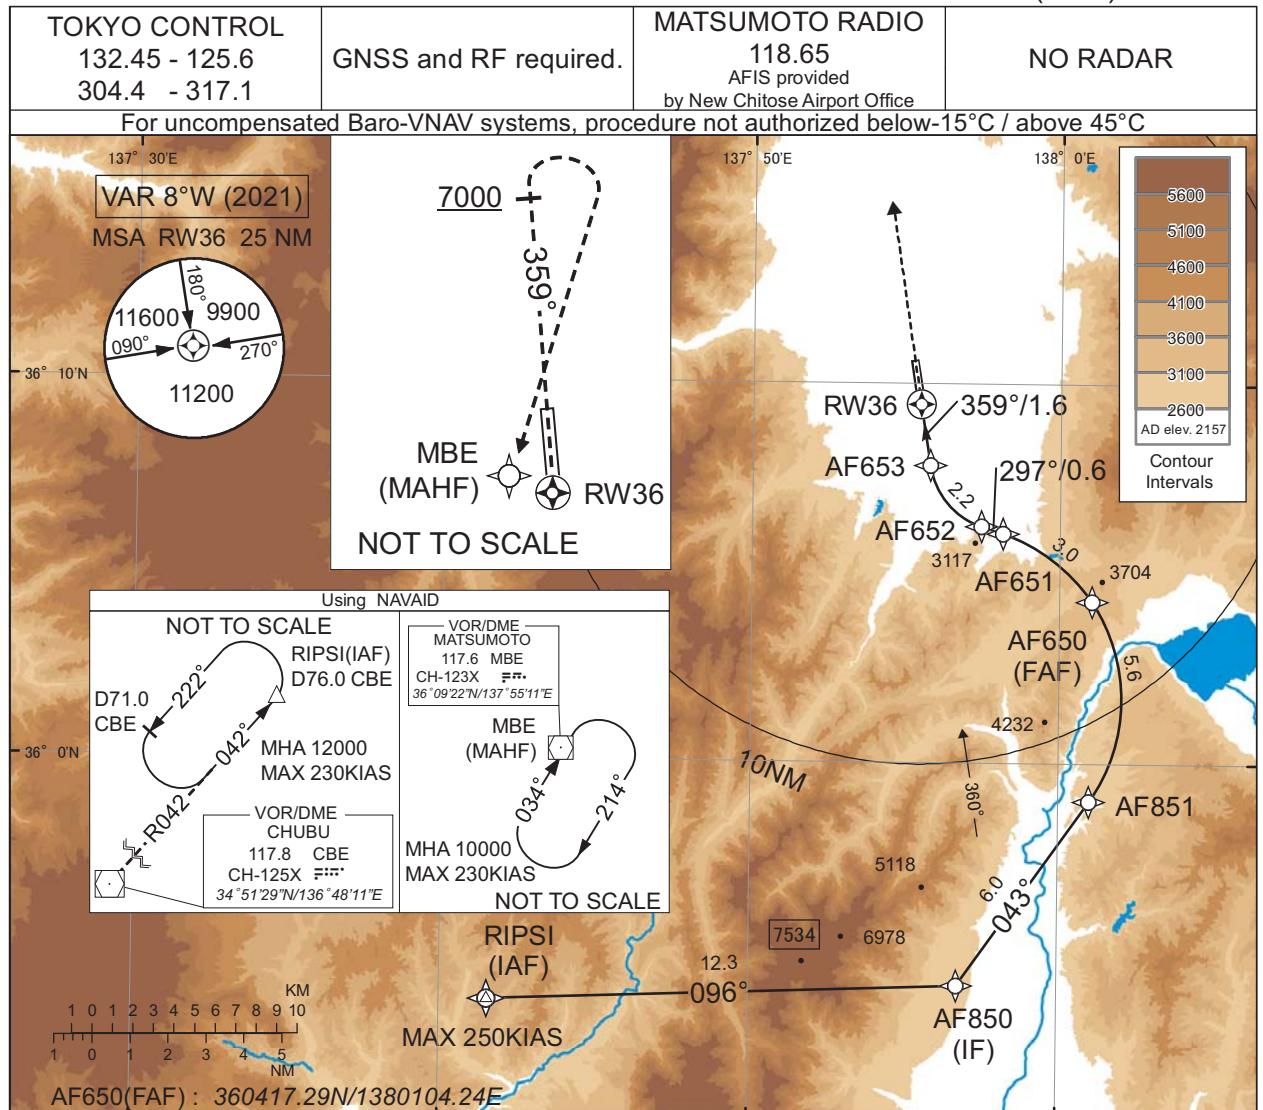 TOKYO CONTROL
132.45 - 125.6
304.4 - 317.1
GNSS and RF required.
MATSUMOTO RADIO
118.65
AFIS provided
by New Chitose Airport Office
NO RADAR
For uncompensated Baro-VNAV systems, procedure not authorized below-15°C / above 45°C
137° 30'E
137° 50'E
138° 0'E
VAR 8°W (2021)
MSA RW36 25 NM
180°
11600
9900
090°
270°
11200
36° 10'N
7000
359°
MBE
(MAHF)
RW36
NOT TO SCALE
5600
5100
4600
4100
3600
3100
2600
AD elev. 2157
Contour
Intervals
RW36
359°/1.6
AF653
297°/0.6
2.2
AF652
3117
3.0
AF651
3704
AF650
(FAF)
5.6
4232
10NM
360°
AF851
5118
6.0
043°
7534
6978
12.3
096°
RIPSI
(IAF)
MAX 250KIAS
AF850
(IF)
Using NAVAID
NOT TO SCALE
RIPSI(IAF)
D76.0 CBE
222°
D71.0
CBE
042°
MHA 12000
MAX 230KIAS
R042
VOR/DME
CHUBU
117.8 CBE
CH-125X
34°51'29"N/136°48'11"E
VOR/DME
MATSUMOTO
117.6 MBE
CH-123X
36°09'22"N/137°55'11"E
MBE
(MAHF)
034°
214°
MHA 10000
MAX 230KIAS
NOT TO SCALE
36° 0'N
KM
1 0 1 2 3 4 5 6 7 8 9 10
1 0 1 2 3 4 5
NM
AF650(FAF) : 360417.29N/1380104.24E